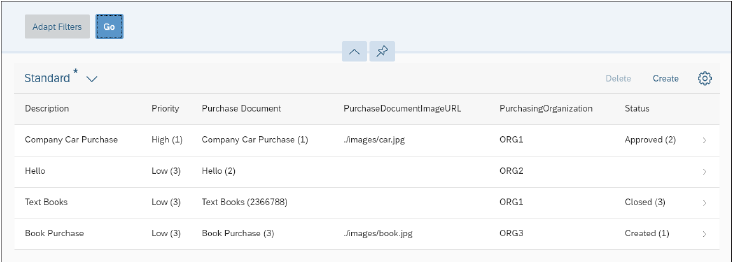 Adapt Filters Go
Standard * Delete Create
Description Priority Purchase Document PurchaseDocumentImageURL PurchasingOrganization Status
Company Car Purchase High (1) Company Car Purchase (1) ./images/car.jpg ORG1 Approved (2)
Hello Low (3) Hello (2) ORG2
Text Books Low (3) Text Books (2366788) ORG1 Closed (3)
Book Purchase Low (3) Book Purchase (3) ./images/book.jpg ORG3 Created (1)